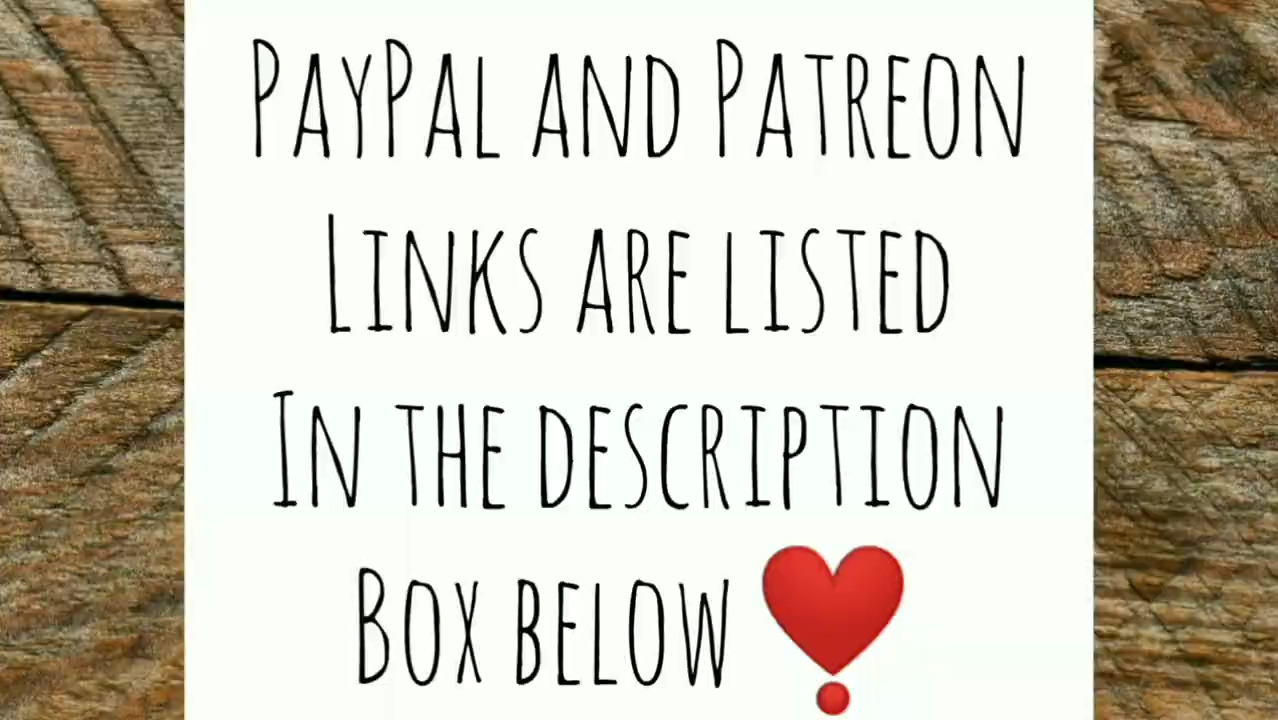 PayPal and Patreon
Links are listed
In the description
Box below ❣